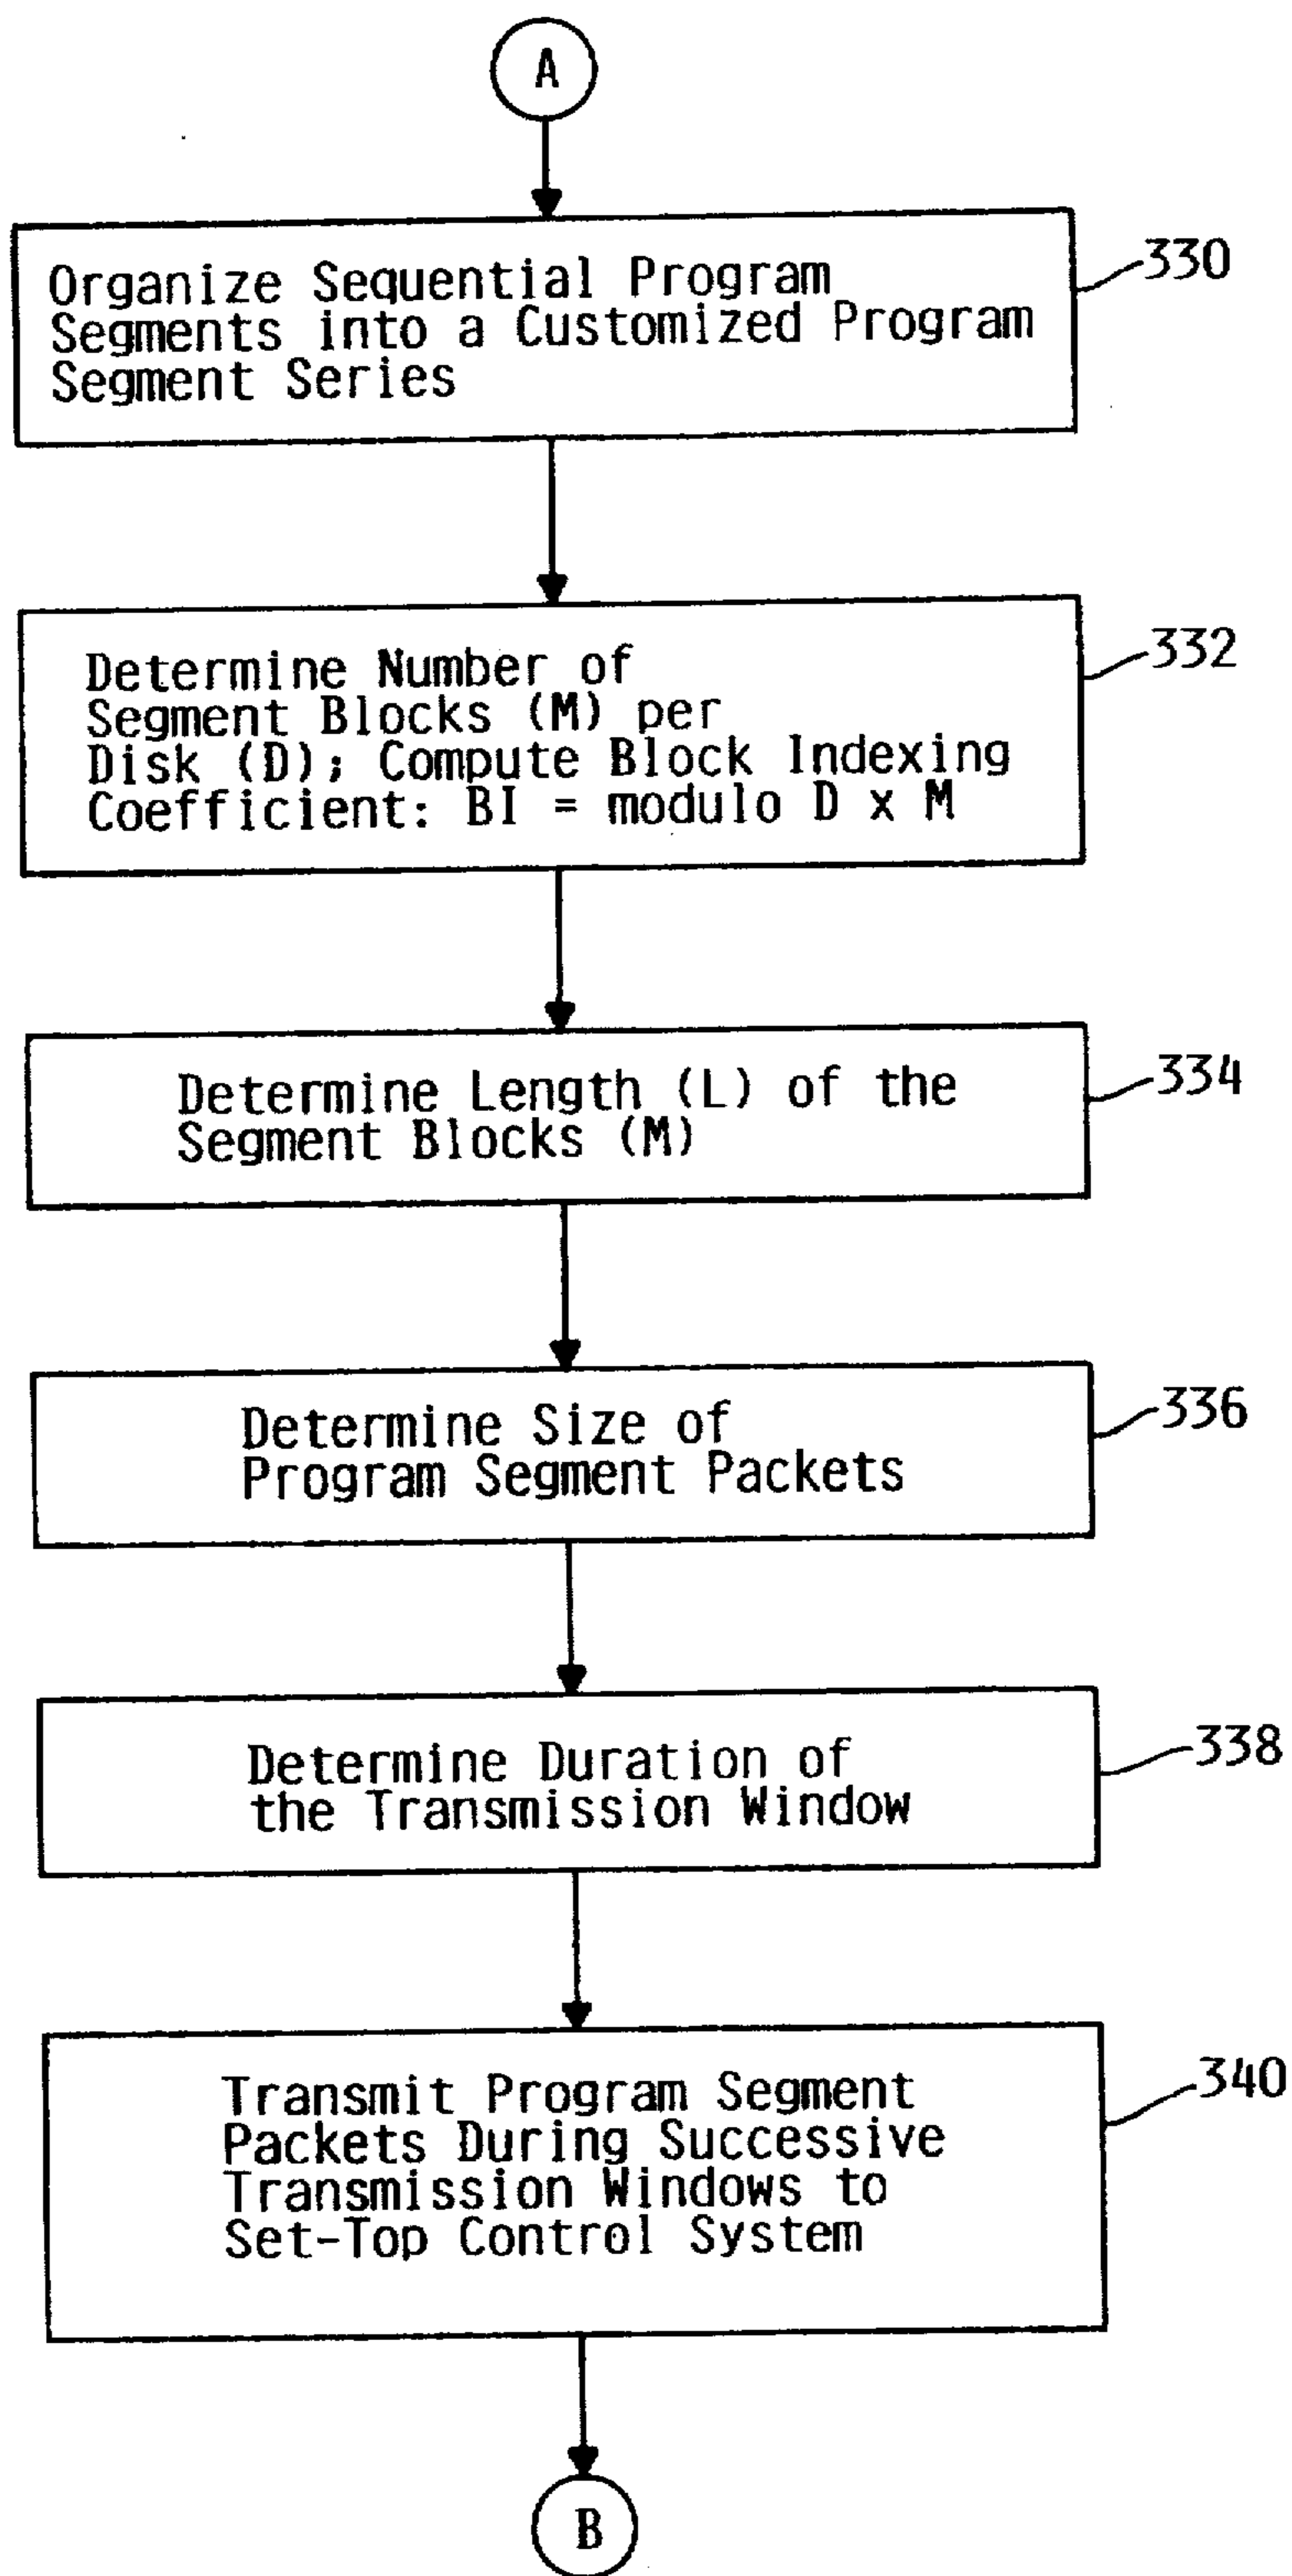 A
Organize Sequential Program
Segments into a Customized Program
Segment Series
330
Determine Number of
Segment Blocks (M) per
Disk (D); Compute Block Indexing
Coefficient: BI = modulo D x M
332
Determine Length (L) of the
Segment Blocks (M)
334
Determine Size of
Program Segment Packets
336
Determine Duration of
the Transmission Window
338
Transmit Program Segment
Packets During Successive
Transmission Windows to
Set-Top Control System
340
B